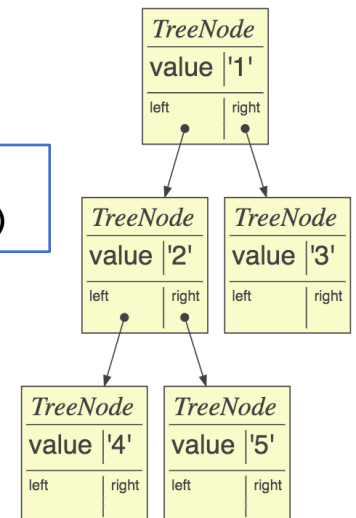 TreeNode
value '1'
left right
)
TreeNode
value '2'
left right
TreeNode
value '3'
left right
TreeNode
value '4'
left right
TreeNode
value '5'
left right